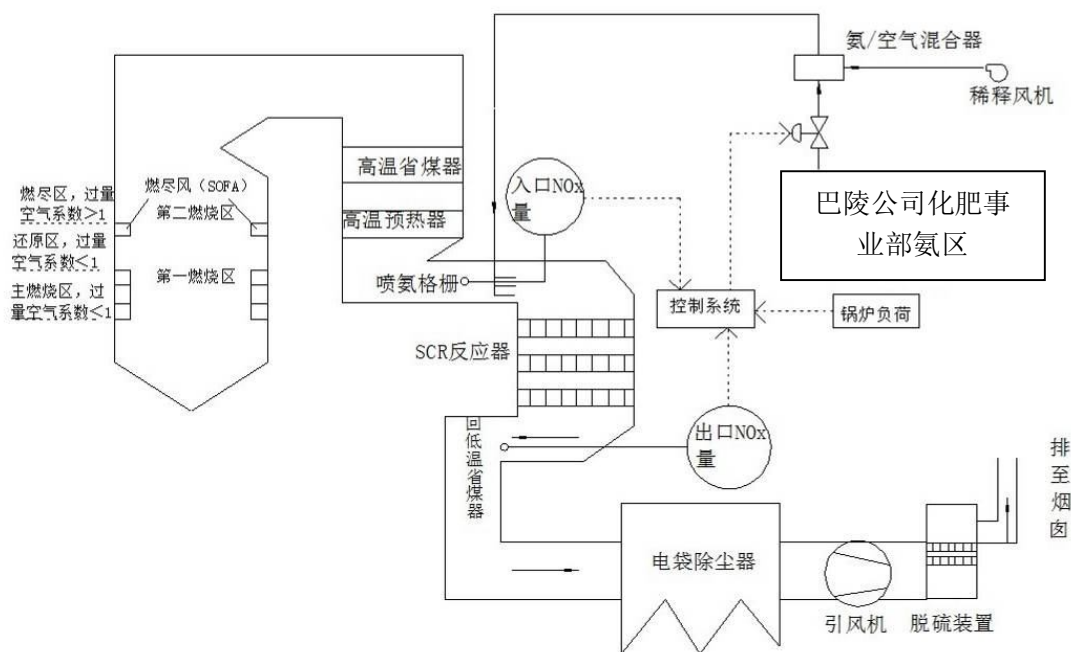 氨/空气混合器
稀释风机
高温省煤器
入口NOx
量
巴陵公司化肥事
业部氨区
燃尽区，过量
空气系数>1
燃尽风（SOFA）
第二燃烧区
高温预热器
还原区，过量
空气系数<1
第一燃烧区
喷氨格栅
主燃烧区，过
量空气系数<1
控制系统
锅炉负荷
SCR反应器
回低温省煤器
出口NOx
量
排至烟囱
电袋除尘器
引风机
脱硫装置